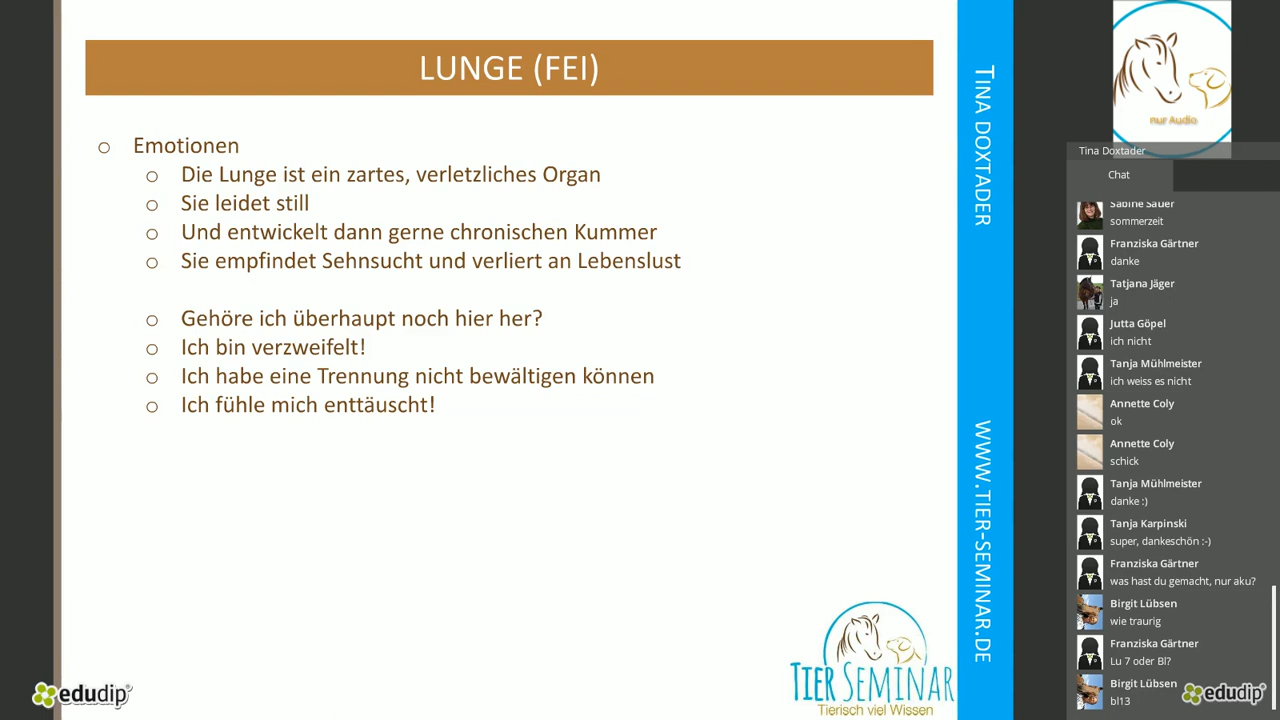 LUNGE (FEI)
Emotionen
Die Lunge ist ein zartes, verletzliches Organ
Sie leidet still
Und entwickelt dann gerne chronischen Kummer
Sie empfindet Sehnsucht und verliert an Lebenslust
Gehöre ich überhaupt noch hier her?
Ich bin verzweifelt!
Ich habe eine Trennung nicht bewältigen können
Ich fühle mich enttäuscht!
TIER SEMINAR
Tierisch viel Wissen
edudip
TINA DOXTADER
WWW.TIER-SEMINAR.DE
nur Audio
Tina Doxtader
Chat
Sabine Sauer
sommerzeit
Franziska Gärtner
danke
Tatjana Jäger
ja
Jutta Göpel
ich nicht
Tanja Mühlmeister
ich weiss es nicht
Annette Coly
ok
Annette Coly
schick
Tanja Mühlmeister
danke :)
Tanja Karpinski
super, dankeschön :-)
Franziska Gärtner
was hast du gemacht, nur aku?
Birgit Lübsen
wie traurig
Franziska Gärtner
Lu 7 oder Bl?
Birgit Lübsen
bl13
edudip